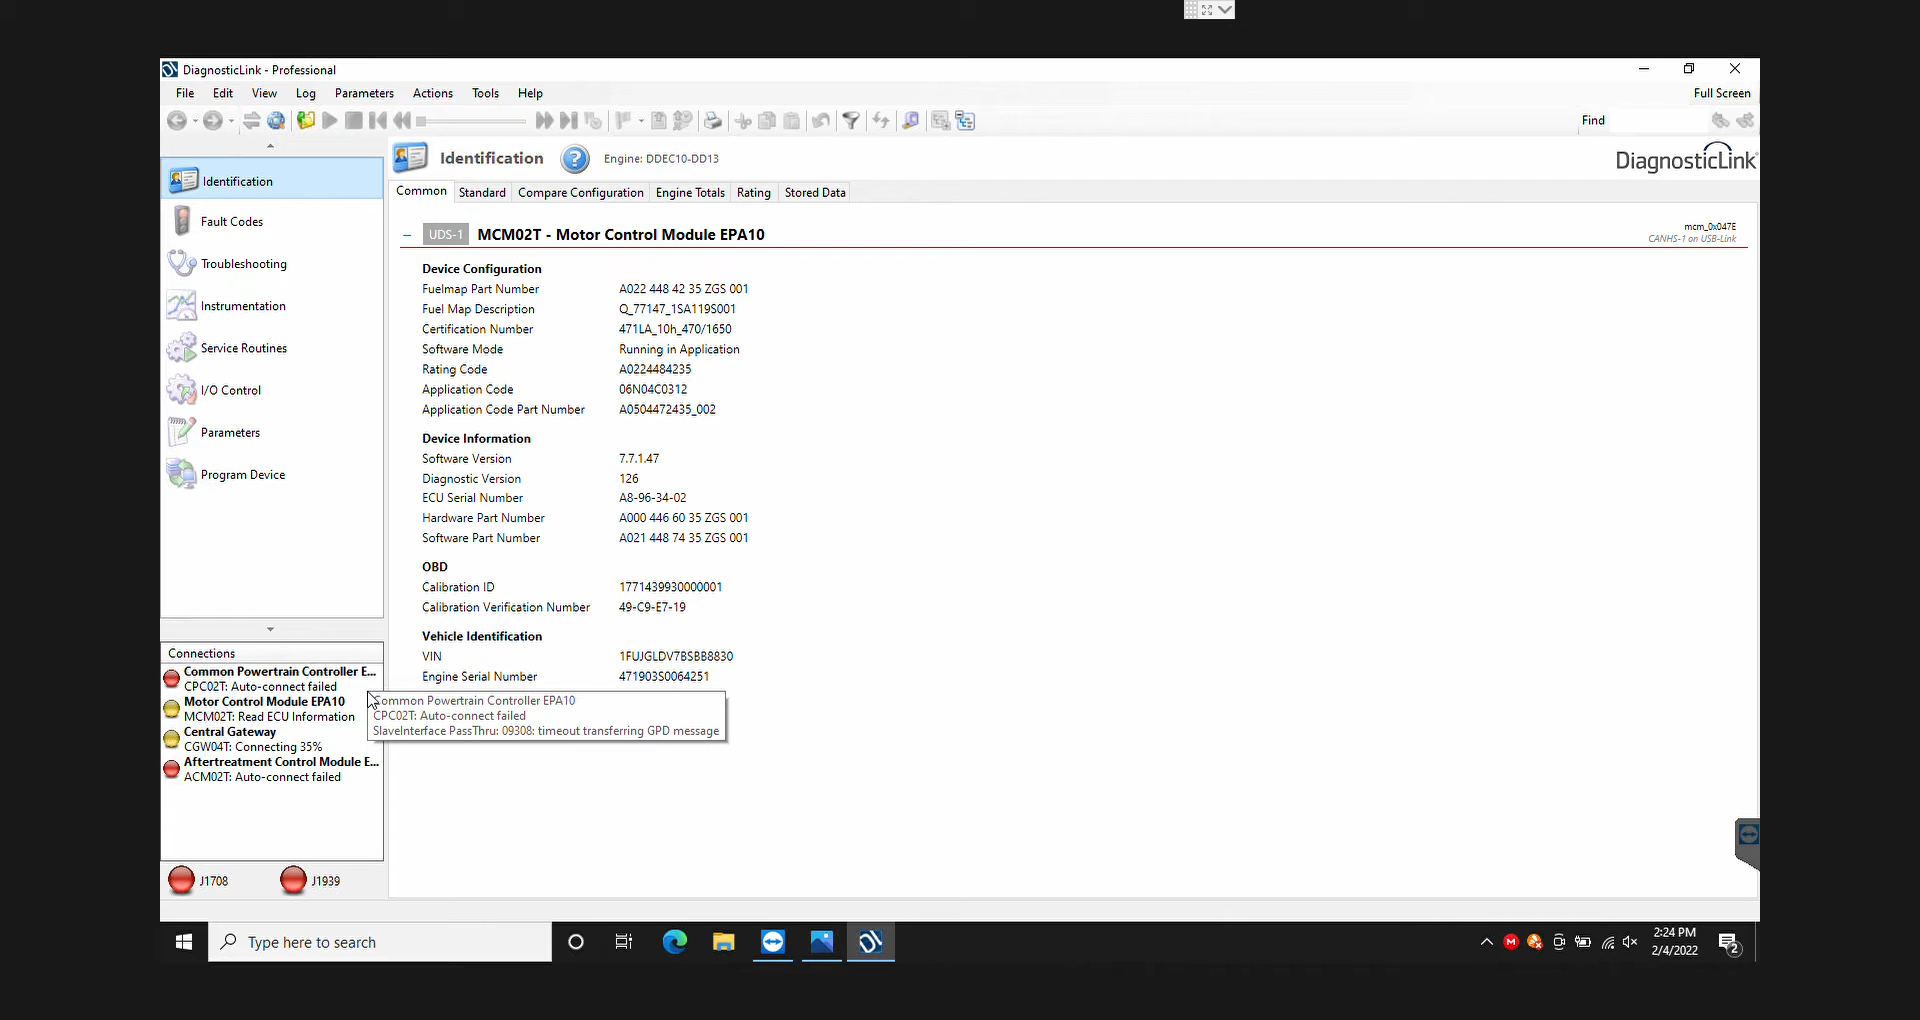 DiagnosticLink - Professional
File Edit View Log Parameters Actions Tools Help Full Screen
Find
Identification
Fault Codes
Troubleshooting
Instrumentation
Service Routines
I/O Control
Parameters
Program Device
Identification ? Engine: DDEC10-DD13
DiagnosticLink
Common Standard Compare Configuration Engine Totals Rating Stored Data
– UDS-1 MCM02T - Motor Control Module EPA10
mcm_0x047E
CANHS-1 on USB-Link
Device Configuration
Fuelmap Part Number A022 448 42 35 ZGS 001
Fuel Map Description Q_77147_1SA119S001
Certification Number 471LA_10h_470/1650
Software Mode Running in Application
Rating Code A0224484235
Application Code 06N04C0312
Application Code Part Number A0504472435_002
Device Information
Software Version 7.7.1.47
Diagnostic Version 126
ECU Serial Number A8-96-34-02
Hardware Part Number A000 446 60 35 ZGS 001
Software Part Number A021 448 74 35 ZGS 001
OBD
Calibration ID 1771439930000001
Calibration Verification Number 49-C9-E7-19
Vehicle Identification
VIN 1FUJGLDV7BSBB8830
Engine Serial Number 471903S0064251
Connections
Common Powertrain Controller E...
CPC02T: Auto-connect failed
Motor Control Module EPA10
MCM02T: Read ECU Information
Central Gateway
CGW04T: Connecting 35%
Aftertreatment Control Module E...
ACM02T: Auto-connect failed
Common Powertrain Controller EPA10
CPC02T: Auto-connect failed
SlaveInterface PassThru: 09308: timeout transferring GPD message
J1708 J1939
Type here to search
M
2:24 PM
2/4/2022
2